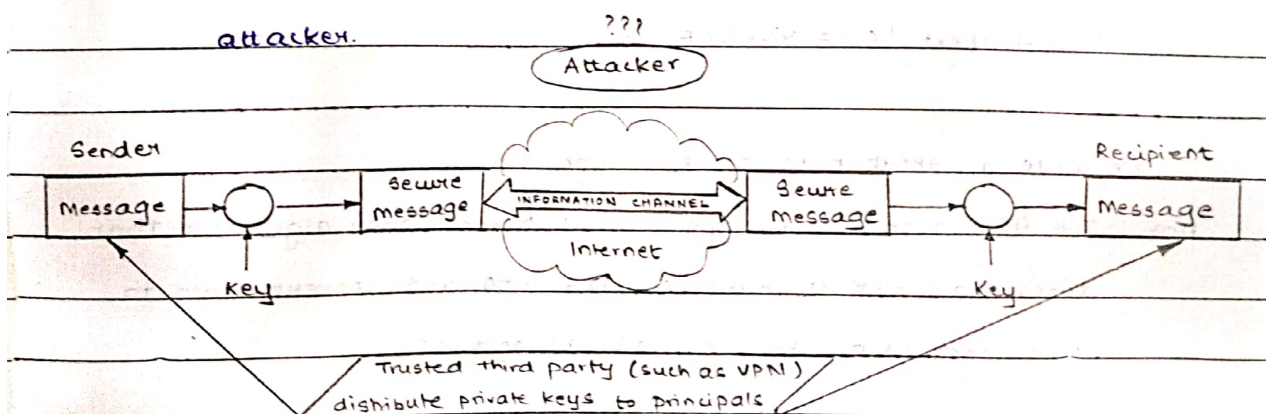 ???
attacker.
Attacker
Sender
Recipient
Message
secure
message
INFORMATION CHANNEL
Secure
message
Message
Internet
Key
Key
Trusted third party (such as VPN)
distribute private keys to principals